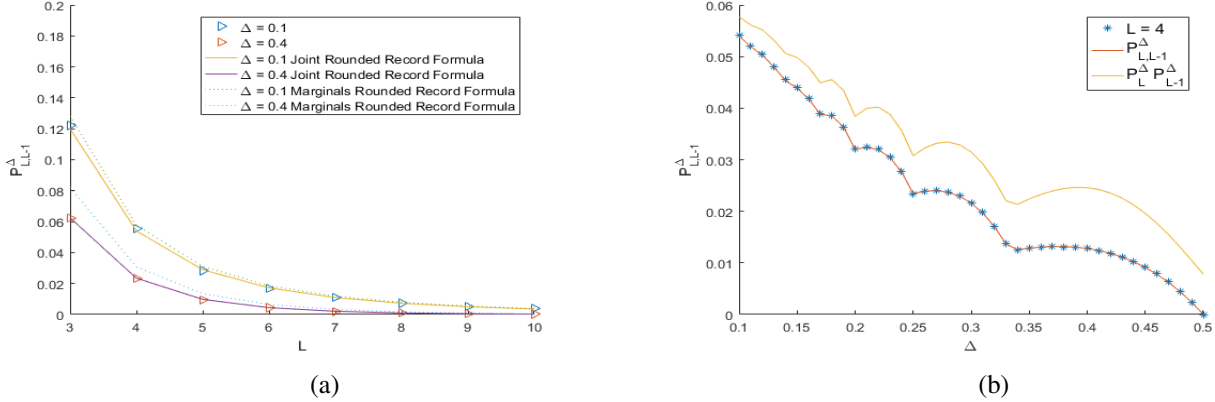 0.2
0.18
0.16
0.14
0.12
0.1
0.08
0.06
0.04
0.02
0
P^Δ_{L,L-1}
Δ = 0.1
Δ = 0.4
Δ = 0.1 Joint Rounded Record Formula
Δ = 0.4 Joint Rounded Record Formula
Δ = 0.1 Marginals Rounded Record Formula
Δ = 0.4 Marginals Rounded Record Formula
3 4 5 6 7 8 9 10
L
(a)
0.06
0.05
0.04
0.03
0.02
0.01
0
P^Δ_{L,L-1}
L = 4
P^Δ_{L,L-1}
P^Δ_L P^Δ_{L-1}
0.1 0.15 0.2 0.25 0.3 0.35 0.4 0.45 0.5
Δ
(b)